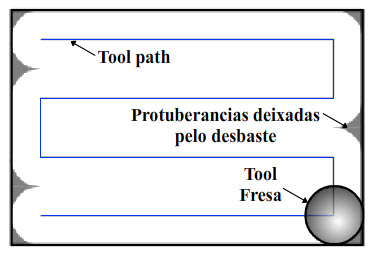 Tool path
Protuberancias deixadas
pelo desbaste
Tool
Fresa